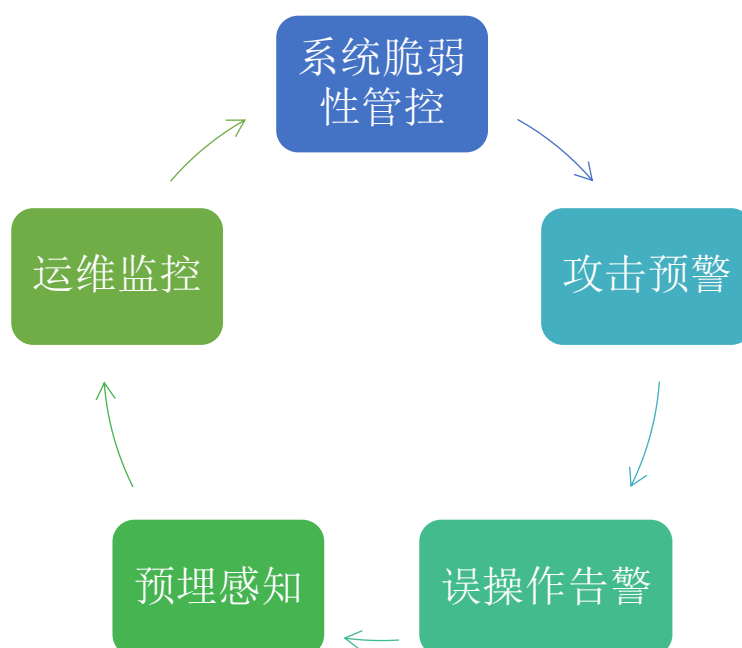 系统脆弱
性管控
攻击预警
误操作告警
预埋感知
运维监控